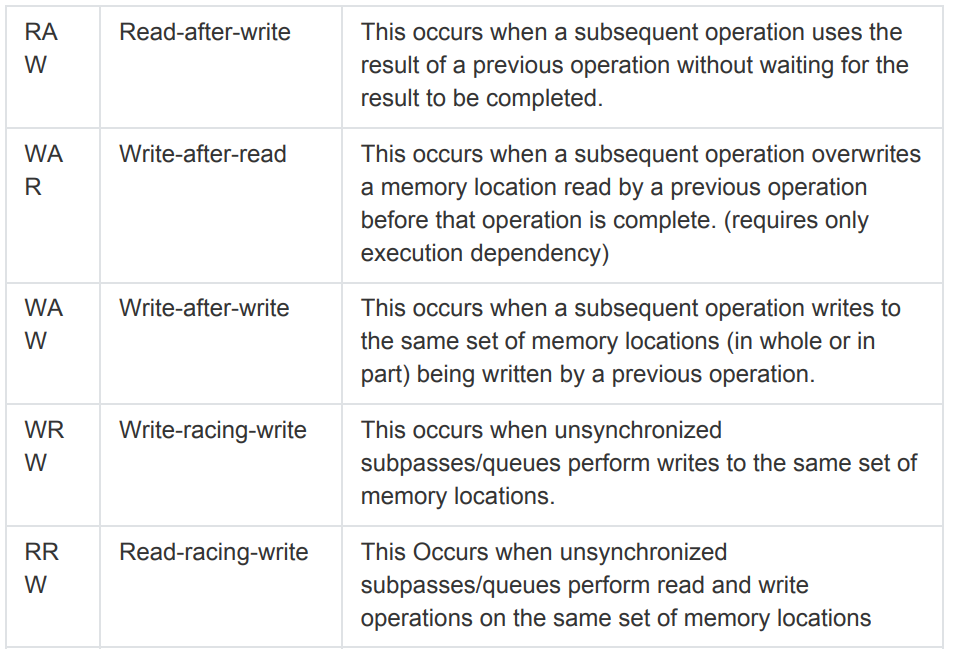 RA Read-after-write This occurs when a subsequent operation uses the
W result of a previous operation without waiting for the
result to be completed.
WA Write-after-read This occurs when a subsequent operation overwrites
R a memory location read by a previous operation
before that operation is complete. (requires only
execution dependency)
WA Write-after-write This occurs when a subsequent operation writes to
W the same set of memory locations (in whole or in
part) being written by a previous operation.
WR Write-racing-write This occurs when unsynchronized
W subpasses/queues perform writes to the same set of
memory locations.
RR Read-racing-write This Occurs when unsynchronized
W subpasses/queues perform read and write
operations on the same set of memory locations